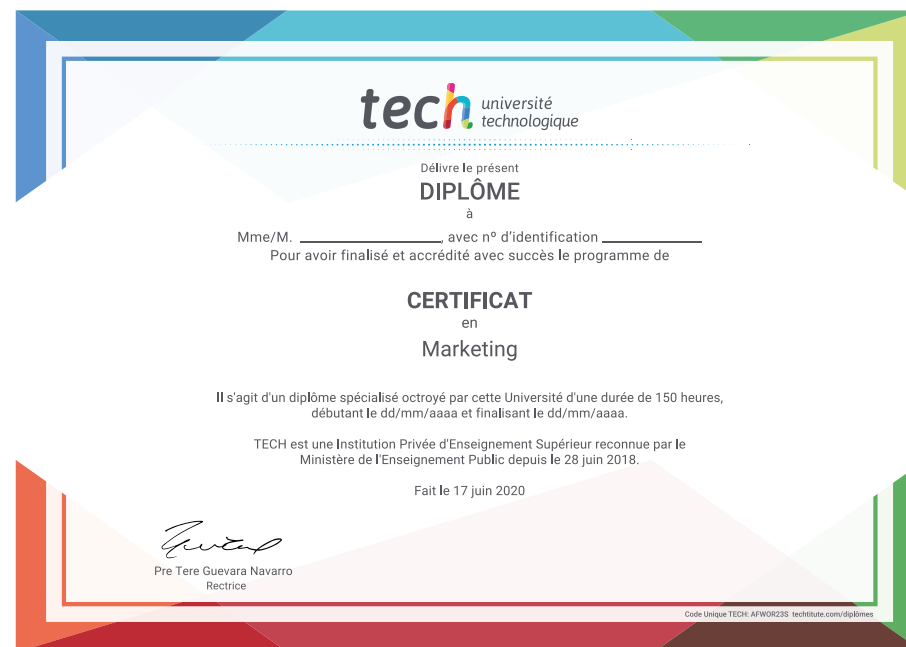 tech université
technologique
Délivre le présent
DIPLÔME
à
Mme/M. ____________________, avec nº d'identification ______________
Pour avoir finalisé et accrédité avec succès le programme de
CERTIFICAT
en
Marketing
Il s'agit d'un diplôme spécialisé octroyé par cette Université d'une durée de 150 heures,
débutant le dd/mm/aaaa et finalisant le dd/mm/aaaa.
TECH est une Institution Privée d'Enseignement Supérieur reconnue par le
Ministère de l'Enseignement Public depuis le 28 juin 2018.
Fait le 17 juin 2020
Pre Tere Guevara Navarro
Rectrice
Code Unique TECH: AFWOR23S techtitute.com/diplômes